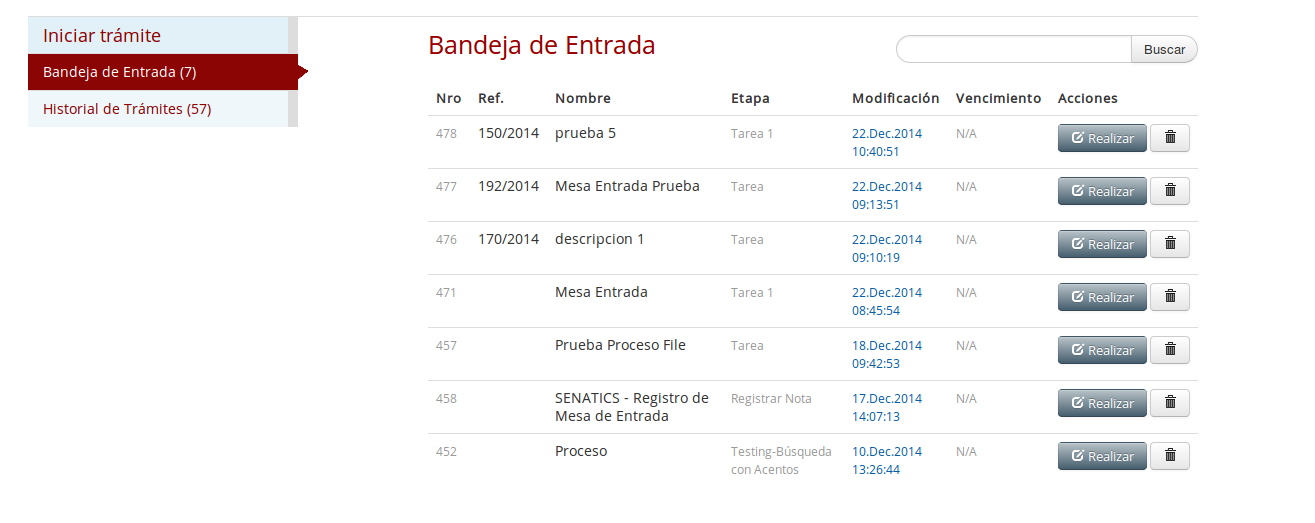 Iniciar trámite
Bandeja de Entrada (7)
Historial de Trámites (57)
Bandeja de Entrada
Buscar
Nro Ref. Nombre Etapa Modificación Vencimiento Acciones
478 150/2014 prueba 5 Tarea 1 22.Dec.2014 N/A Realizar
10:40:51
477 192/2014 Mesa Entrada Prueba Tarea 22.Dec.2014 N/A Realizar
09:13:51
476 170/2014 descripcion 1 Tarea 22.Dec.2014 N/A Realizar
09:10:19
471 Mesa Entrada Tarea 1 22.Dec.2014 N/A Realizar
08:45:54
457 Prueba Proceso File Tarea 18.Dec.2014 N/A Realizar
09:42:53
458 SENATICS - Registro de Registrar Nota 17.Dec.2014 N/A Realizar
Mesa de Entrada 14:07:13
452 Proceso Testing-Búsqueda 10.Dec.2014 N/A Realizar
con Acentos 13:26:44